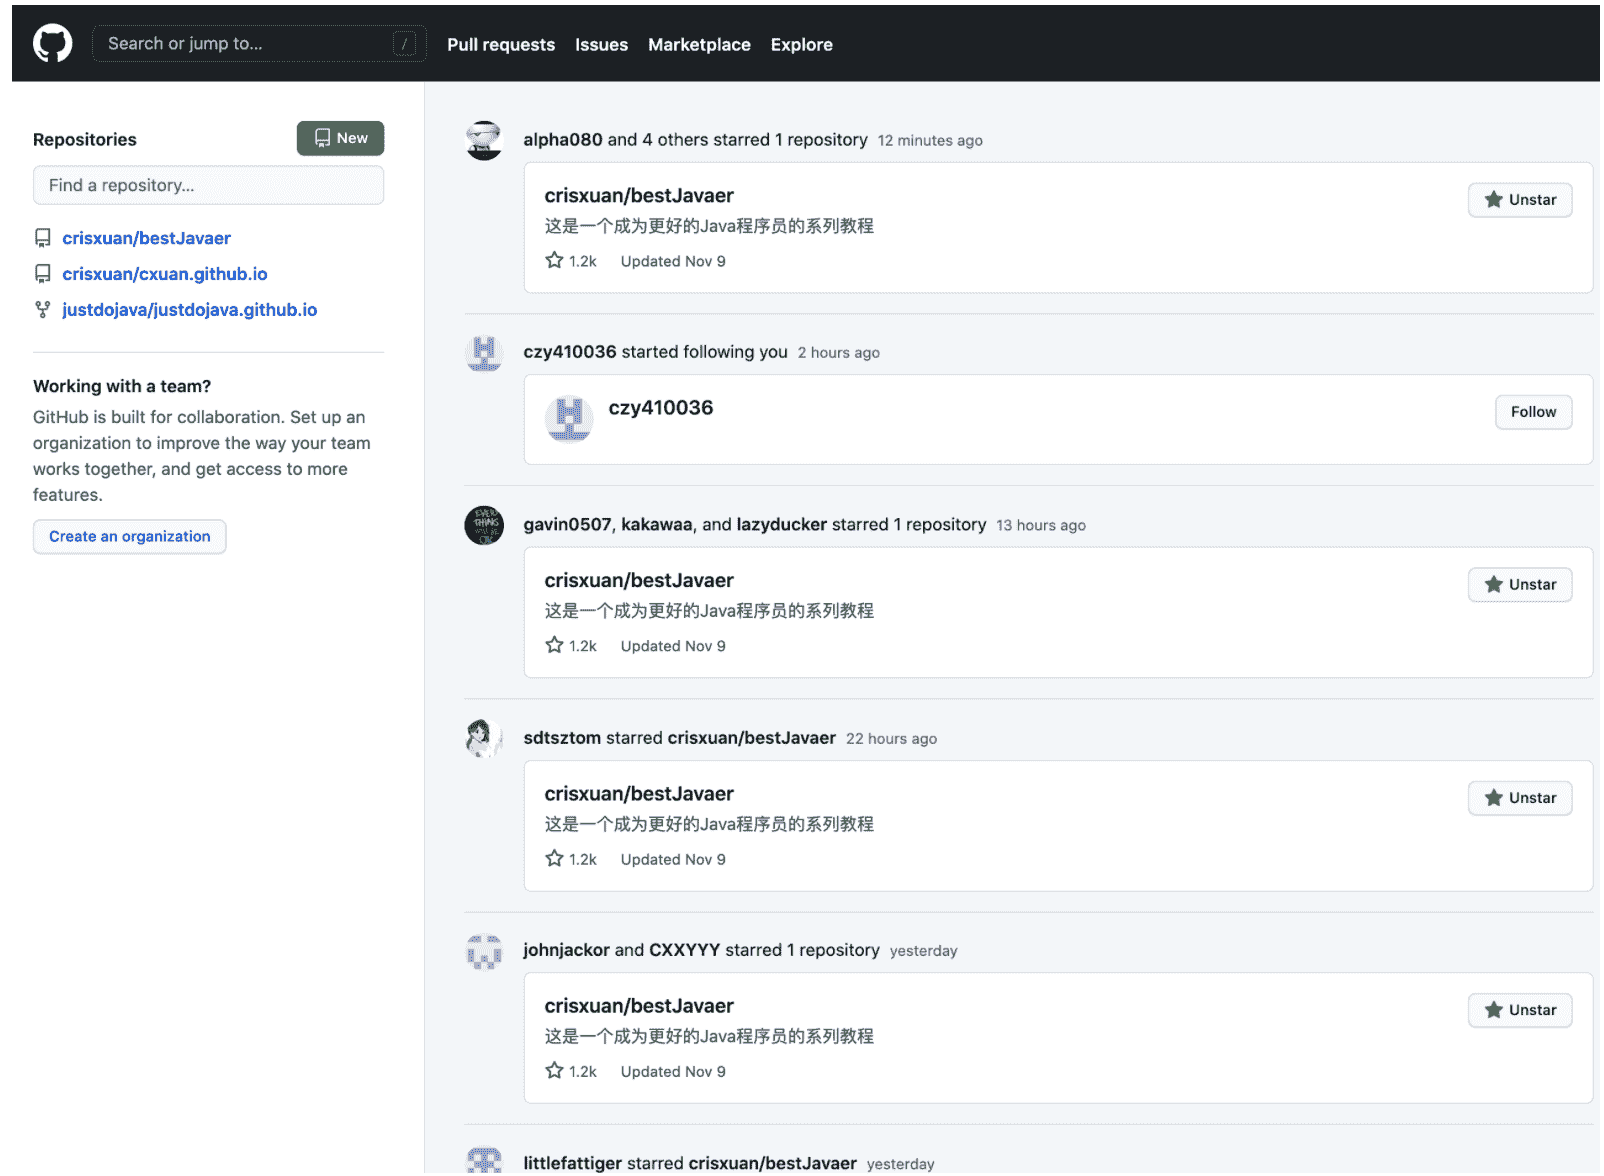 Search or jump to... /
Pull requests Issues Marketplace Explore
Repositories
New
Find a repository...
crisxuan/bestJavaer
crisxuan/cxuan.github.io
justdojava/justdojava.github.io
Working with a team?
GitHub is built for collaboration. Set up an
organization to improve the way your team
works together, and get access to more
features.
Create an organization
alpha080 and 4 others starred 1 repository 12 minutes ago
crisxuan/bestJavaer
Unstar
这是一个成为更好的Java程序员的系列教程
1.2k Updated Nov 9
czy410036 started following you 2 hours ago
czy410036
Follow
gavin0507, kakawaa, and lazyducker starred 1 repository 13 hours ago
crisxuan/bestJavaer
Unstar
这是一个成为更好的Java程序员的系列教程
1.2k Updated Nov 9
sdtsztom starred crisxuan/bestJavaer 22 hours ago
crisxuan/bestJavaer
Unstar
这是一个成为更好的Java程序员的系列教程
1.2k Updated Nov 9
johnjackor and CXXYYY starred 1 repository yesterday
crisxuan/bestJavaer
Unstar
这是一个成为更好的Java程序员的系列教程
1.2k Updated Nov 9
littlefattiger starred crisxuan/bestJavaer yesterday